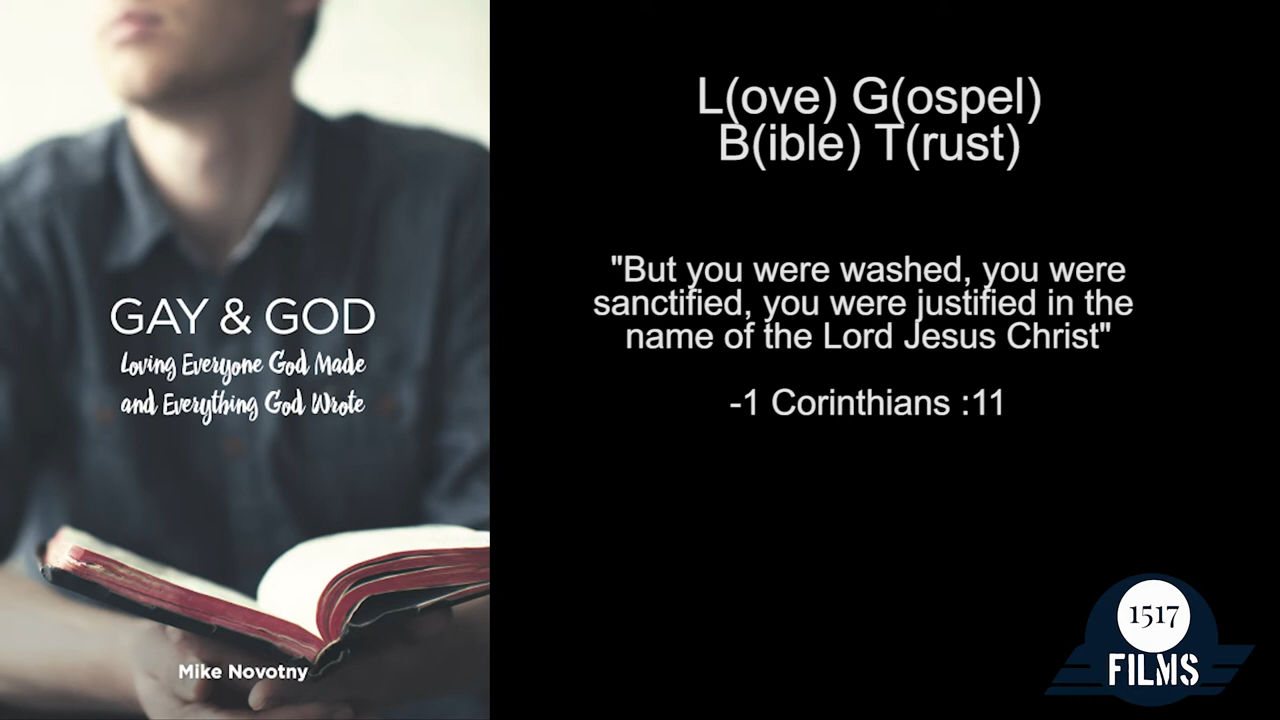 GAY & GOD
Loving Everyone God Made
and Everything God Wrote
Mike Novotny
L(ove) G(ospel)
B(ible) T(rust)
"But you were washed, you were
sanctified, you were justified in the
name of the Lord Jesus Christ"
-1 Corinthians :11
1517
FILMS